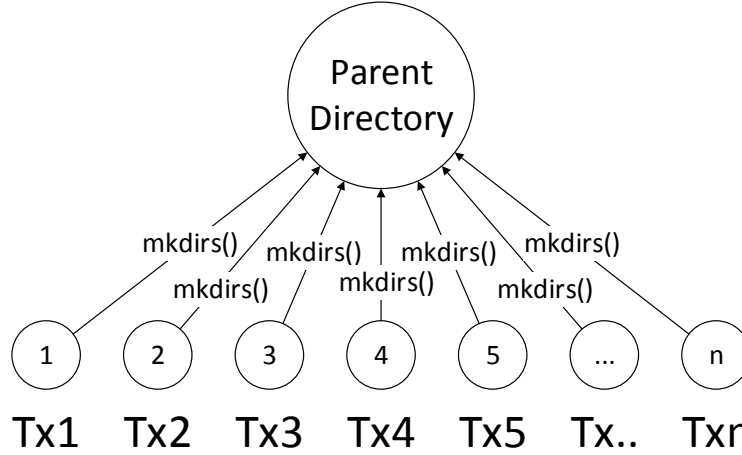 Parent
Directory
mkdirs()
mkdirs()
mkdirs()
mkdirs()
mkdirs()
mkdirs()
mkdirs()
1 2 3 4 5 ... n
Tx1 Tx2 Tx3 Tx4 Tx5 Tx.. Txn